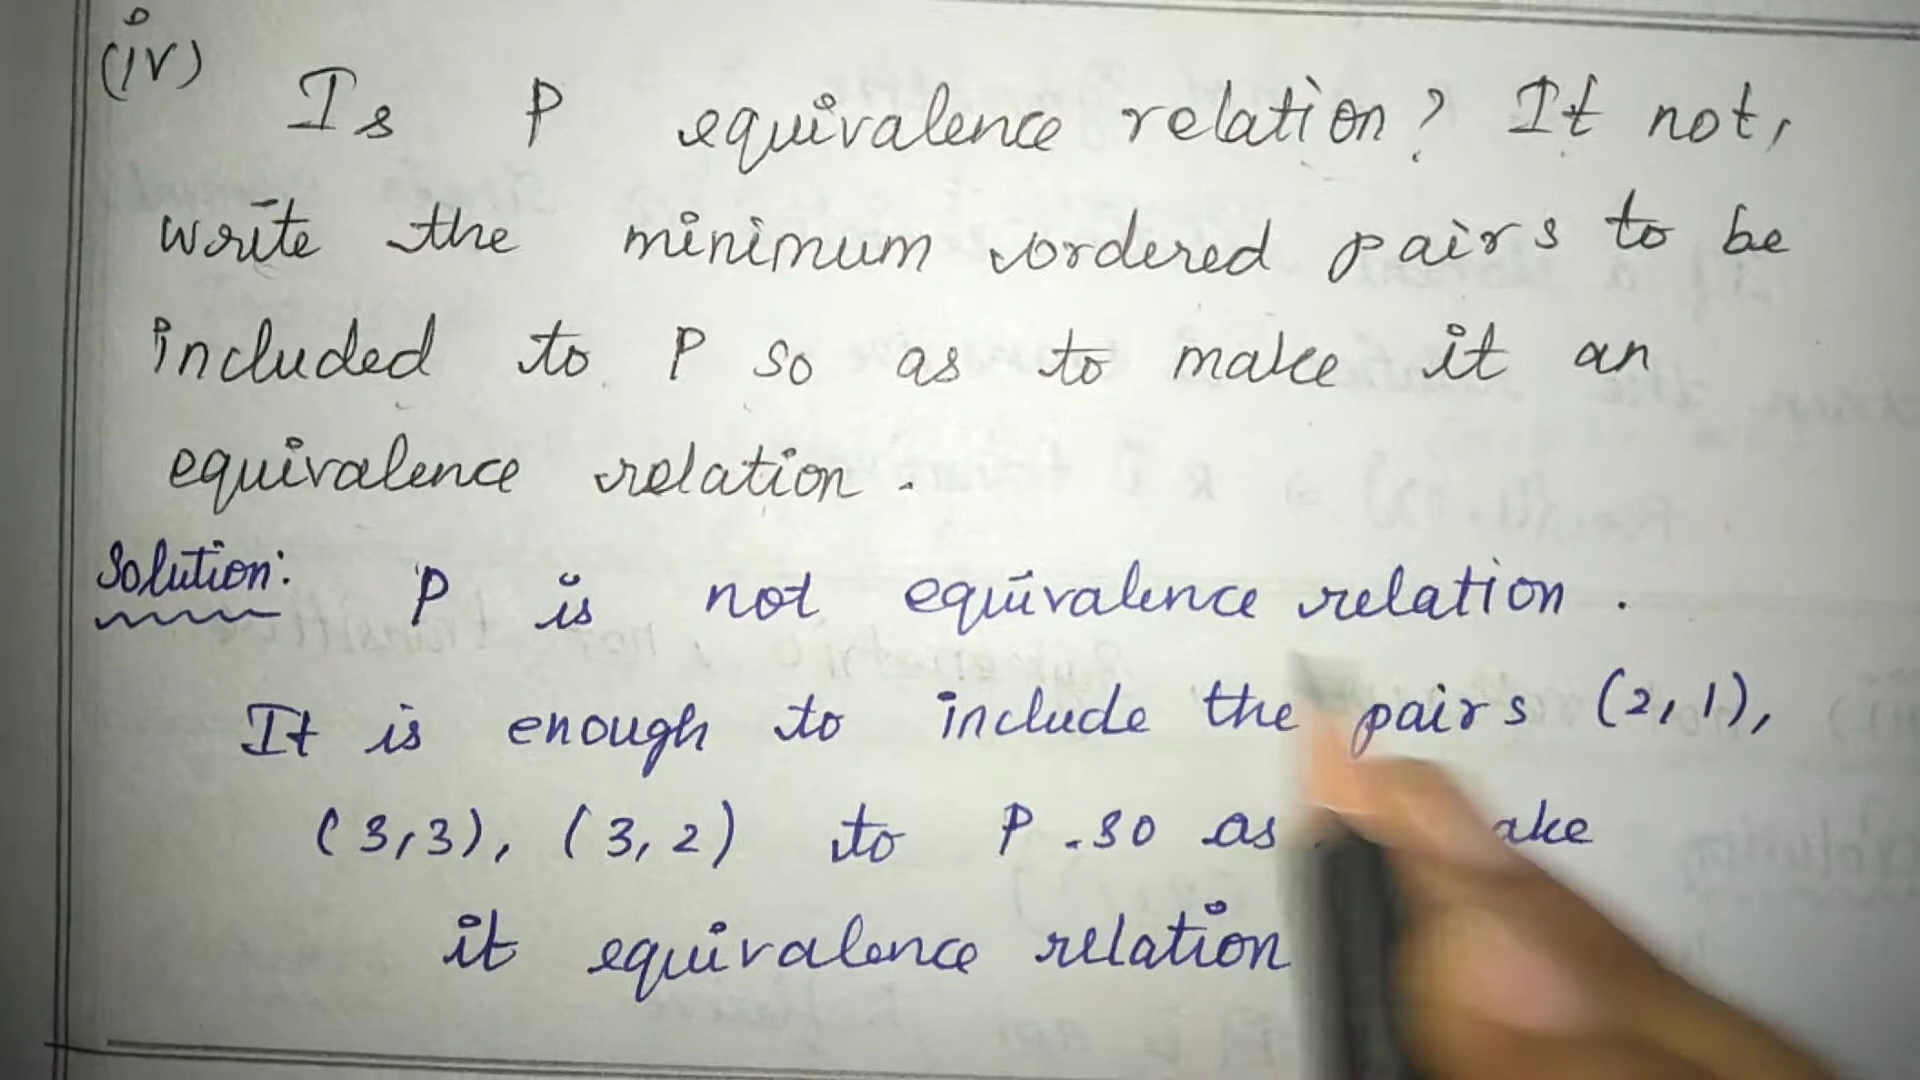 (iv)
Is P equivalence relation? If not,
write the minimum ordered pairs to be
included to P so as to make it an
equivalence relation.
Solution: P is not equivalence relation.
It is enough to include the pairs (2,1),
(3,3), (3,2) to P. so as ake
it equivalence relation